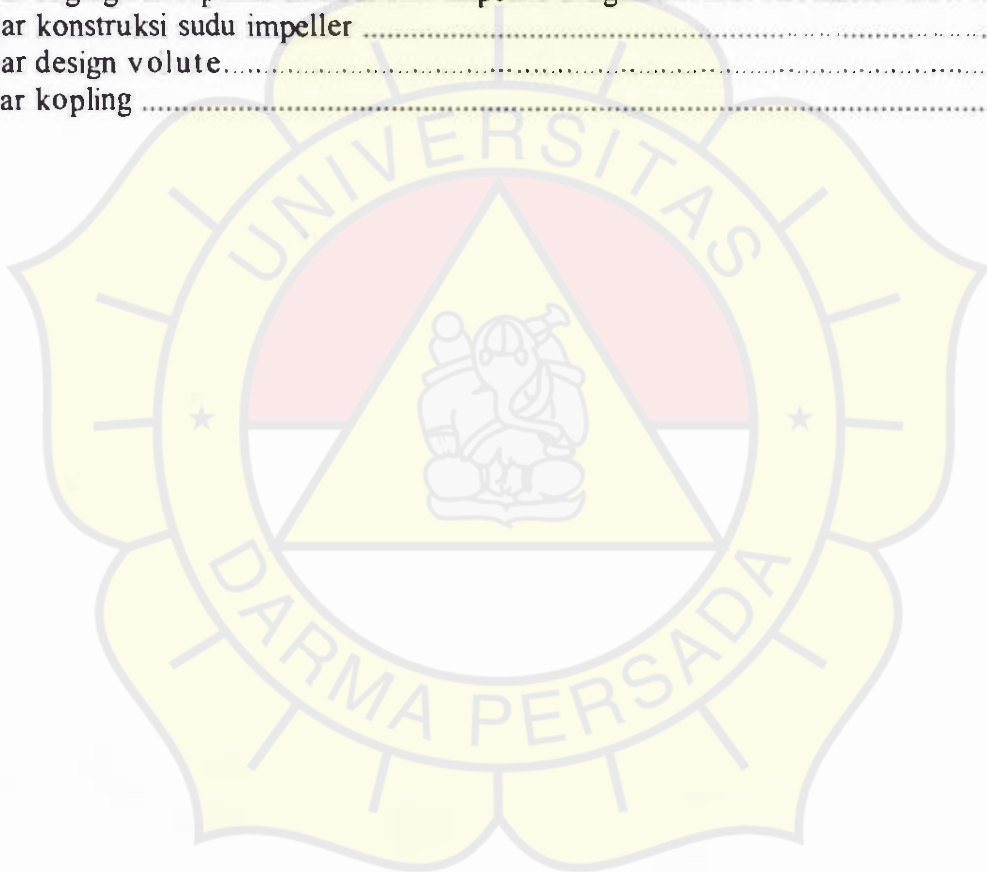 ar konstruksi sudu impeller ........................................................
ar design volute........................................................................
ar kopling ..................................................................................
UNIVERSITAS
DARMA PERSADA